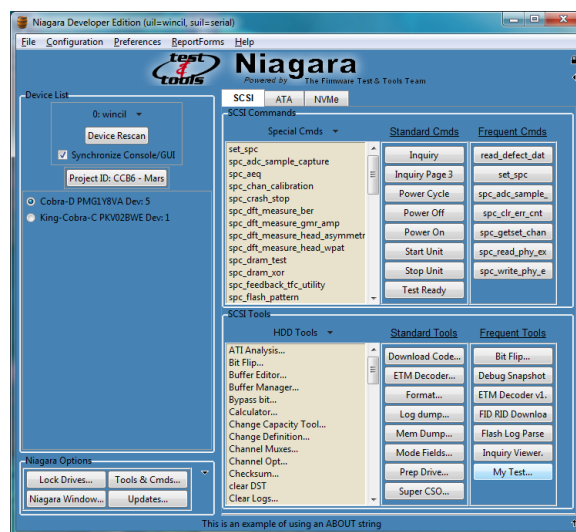 Niagara Developer Edition (uil=wincil, suil=serial)
File Configuration Preferences ReportForms Help
test & tools
Niagara
Powered by The Firmware Test & Tools Team
Device List
0: wincil
Device Rescan
Synchronize Console/GUI
Project ID: CCB6 - Mars
Cobra-D PMG1Y8VA Dev: 5
King-Cobra-C PKV02BWE Dev: 1
Niagara Options
Lock Drives...
Tools & Cmds...
Niagara Window...
Updates...
SCSI ATA NVMe
SCSI Commands
Special Cmds
set_spc
spc_adc_sample_capture
spc_aeq
spc_chan_calibration
spc_crash_stop
spc_dft_measure_ber
spc_dft_measure_gmr_amp
spc_dft_measure_head_asymmetr
spc_dft_measure_head_wpat
spc_dram_test
spc_dram_xor
spc_feedback_tfc_utility
spc_flash_pattern
Standard Cmds
Inquiry
Inquiry Page 3
Power Cycle
Power Off
Power On
Start Unit
Stop Unit
Test Ready
Frequent Cmds
read_defect_dat
set_spc
spc_adc_sample_
spc_clr_err_cnt
spc_getset_chan
spc_read_phy_ex
spc_write_phy_e
SCSI Tools
HDD Tools
ATI Analysis...
Bit Flip...
Buffer Editor...
Buffer Manager...
Bypass bit...
Calculator...
Change Capacity Tool...
Change Definition...
Channel Muxes...
Channel Opt...
Checksum...
clear DST
Clear Logs...
Standard Tools
Download Code...
ETM Decoder...
Format...
Log dump...
Mem Dump...
Mode Fields...
Prep Drive...
Super CSO...
Frequent Tools
Bit Flip...
Debug Snapshot
ETM Decoder v1.
FID RID Downloa
Flash Log Parse
Inquiry Viewer.
My Test...
This is an example of using an ABOUT string